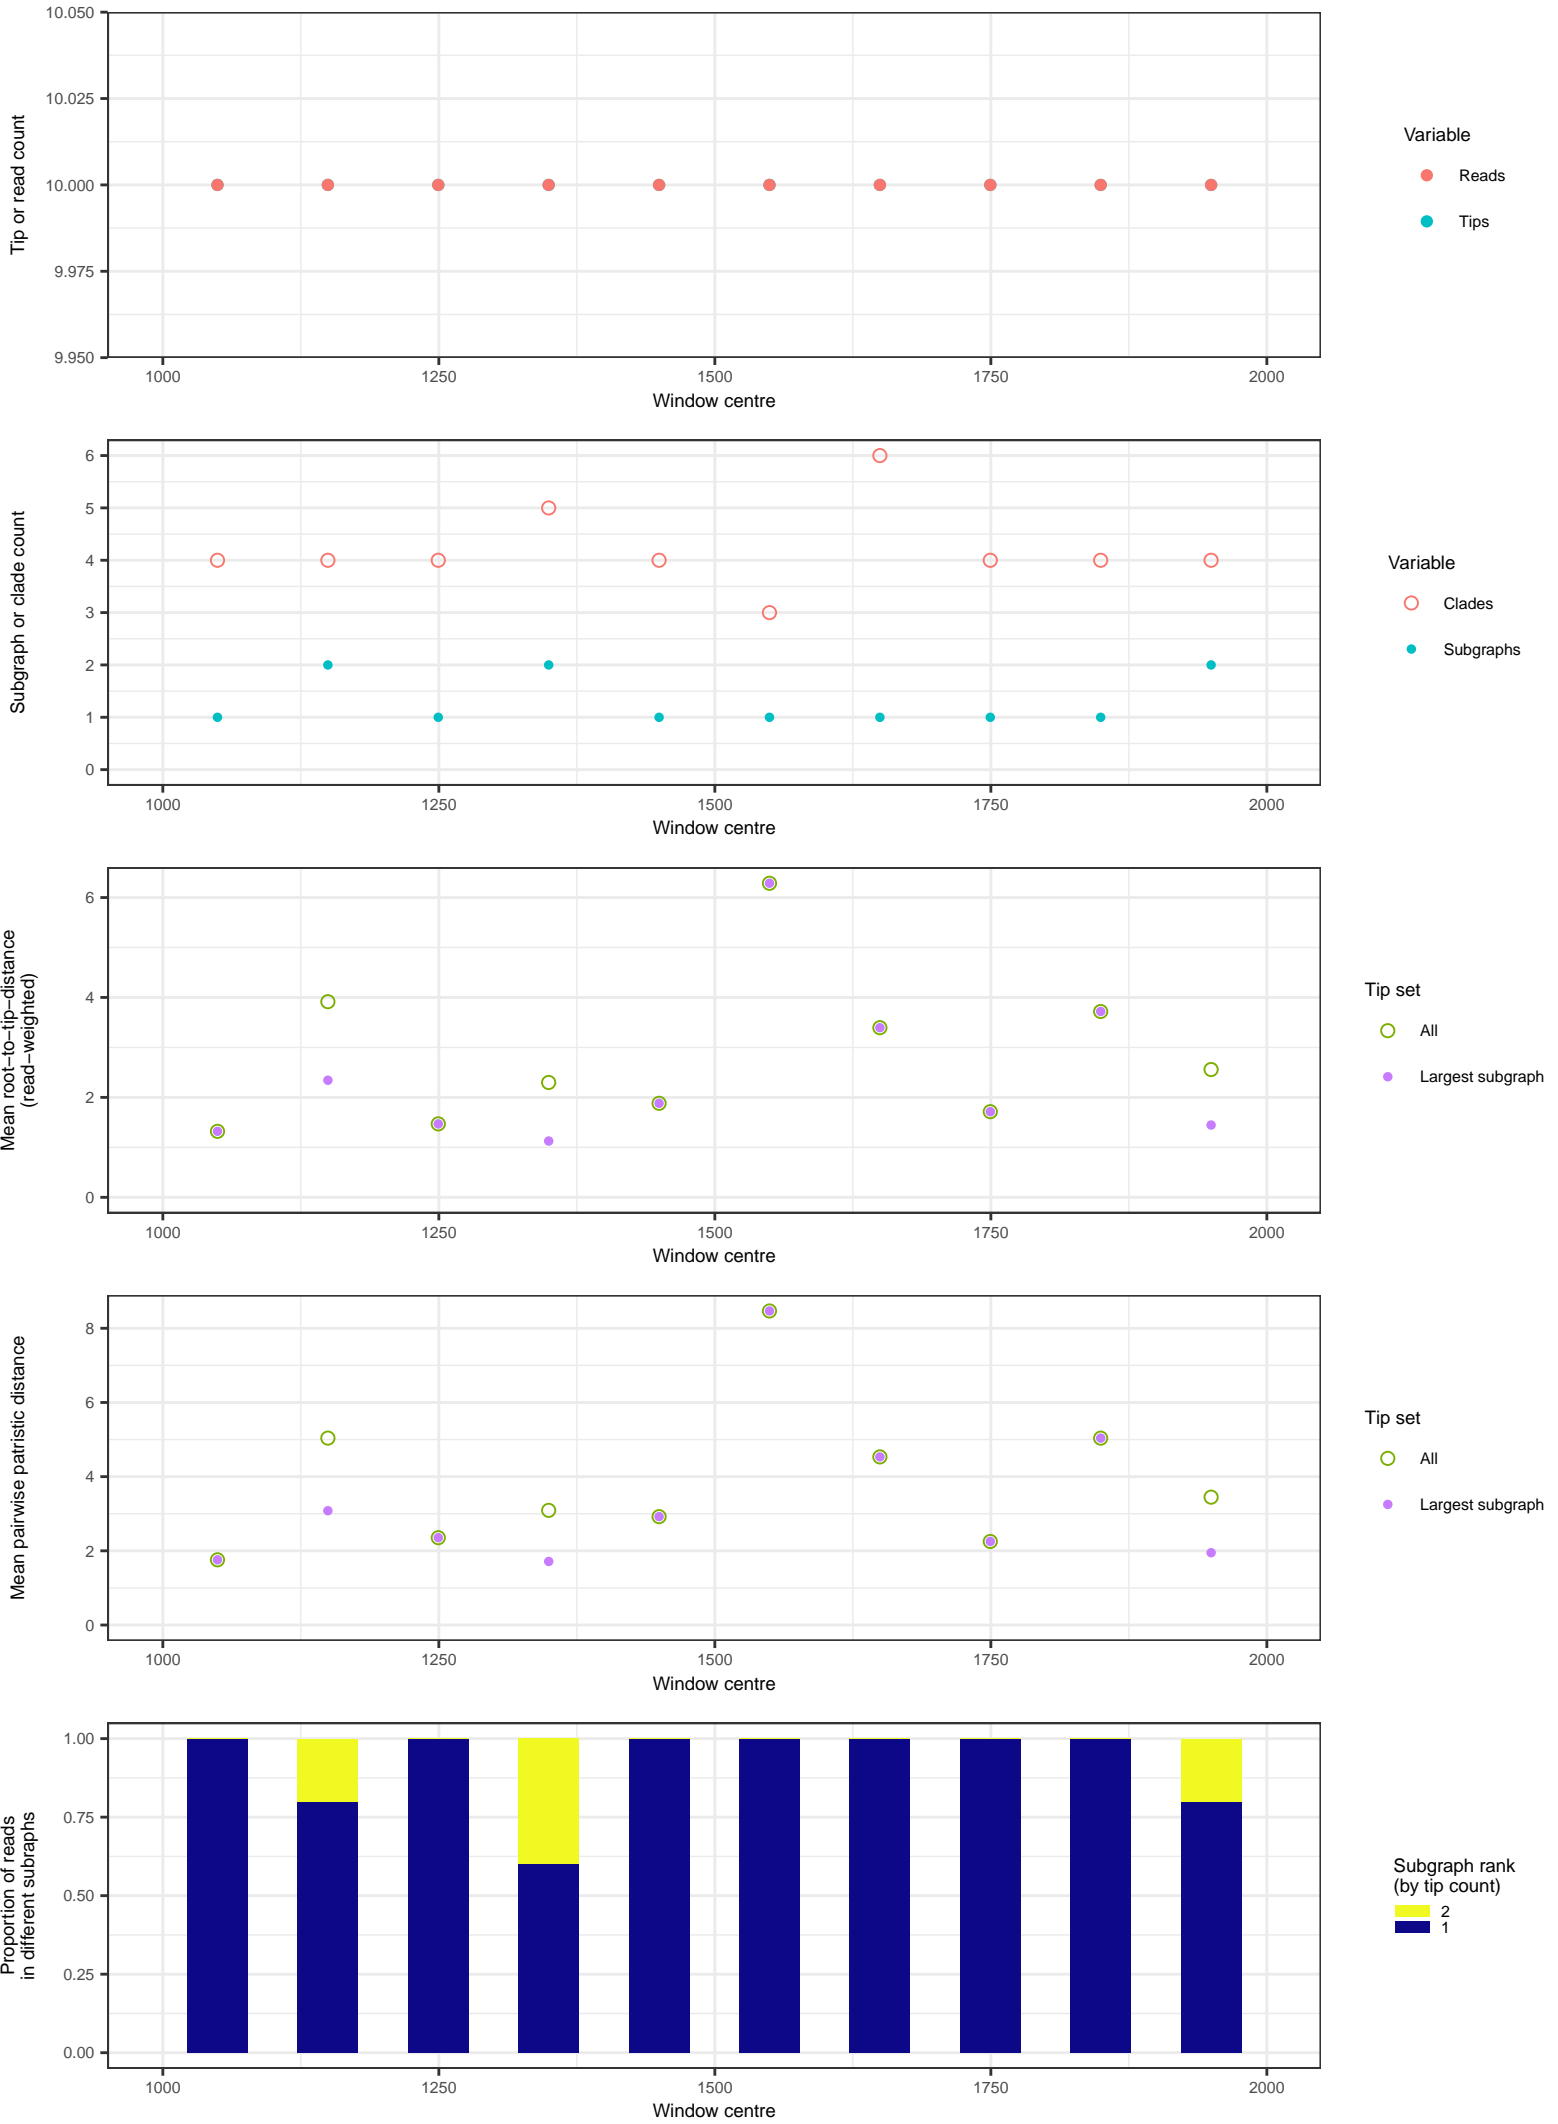 10.050
10.025
10.000
9.975
9.950
Tip or read count
1000 1250 1500 1750 2000
Window centre
Variable
Reads
Tips
6
5
4
3
2
1
0
Subgraph or clade count
1000 1250 1500 1750 2000
Window centre
Variable
Clades
Subgraphs
6
4
2
0
Mean root−to−tip−distance
(read−weighted)
1000 1250 1500 1750 2000
Window centre
Tip set
All
Largest subgraph
8
6
4
2
0
Mean pairwise patristic distance
1000 1250 1500 1750 2000
Window centre
Tip set
All
Largest subgraph
1.00
0.75
0.50
0.25
0.00
Proportion of reads
in different subraphs
1000 1250 1500 1750 2000
Window centre
Subgraph rank
(by tip count)
2
1